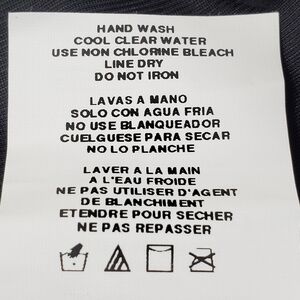 HAND WASH
COOL CLEAR WATER
USE NON CHLORINE BLEACH
LINE DRY
DO NOT IRON
LAVAS A MANO
SOLO CON AGUA FRIA
NO USE BLANQUEADOR
CUELGUESE PARA SECAR
NO LO PLANCHE
LAVER A LA MAIN
A L'EAU FROIDE
NE PAS UTILISER D'AGENT
DE BLANCHIMENT
ETENDRE POUR SECHER
NE PAS REPASSER